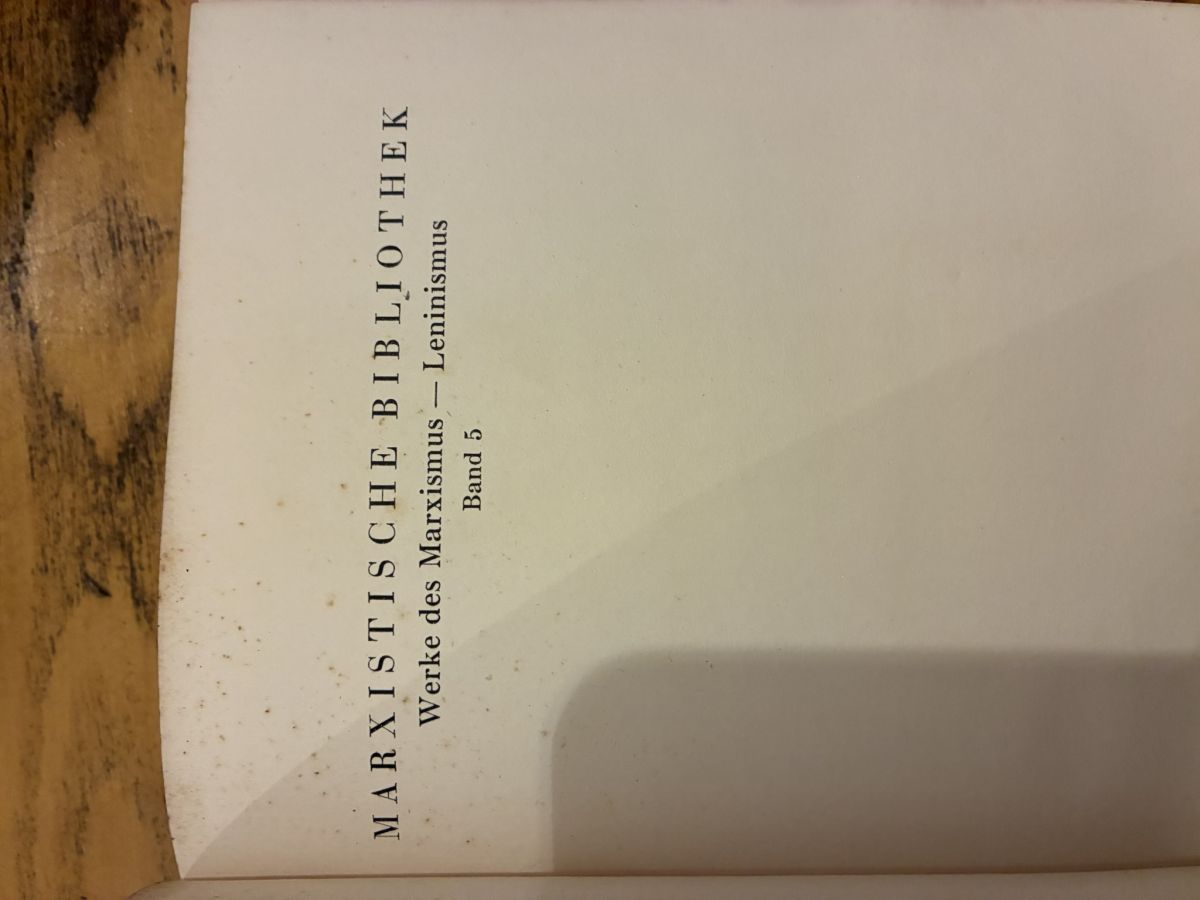 MARXISTISCHE BIBLIOTHEK
Werke des Marxismus — Leninismus
Band 5